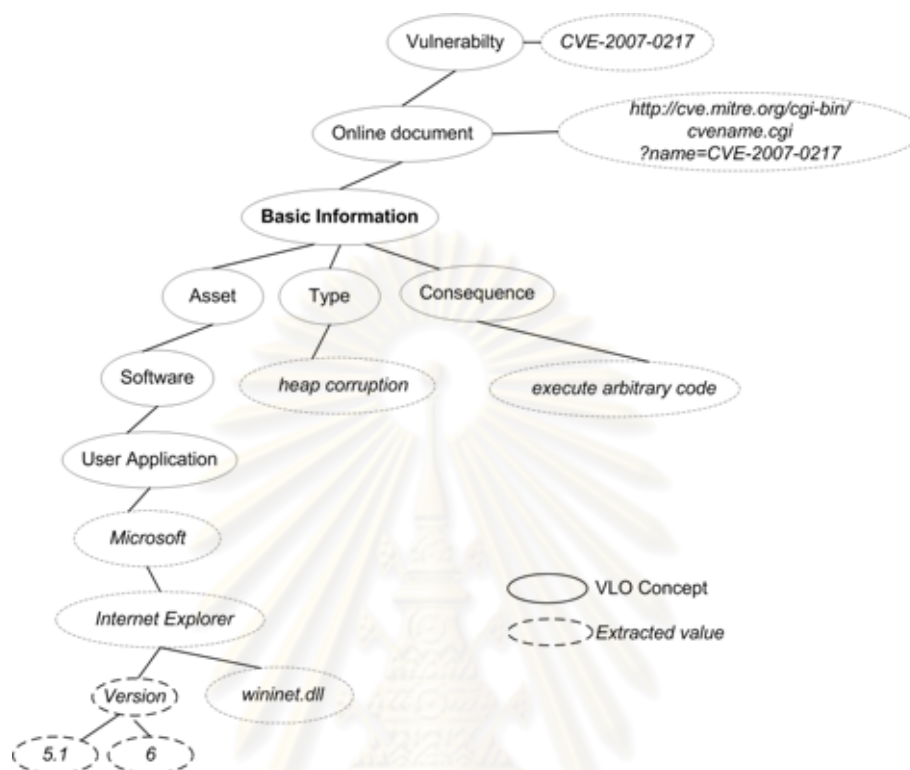 Vulnerabilty
CVE-2007-0217
Online document
http://cve.mitre.org/cgi-bin/
cvename.cgi
?name=CVE-2007-0217
Basic Information
Asset
Type
Consequence
Software
heap corruption
execute arbitrary code
User Application
Microsoft
Internet Explorer
VLO Concept
Extracted value
Version
wininet.dll
5.1
6